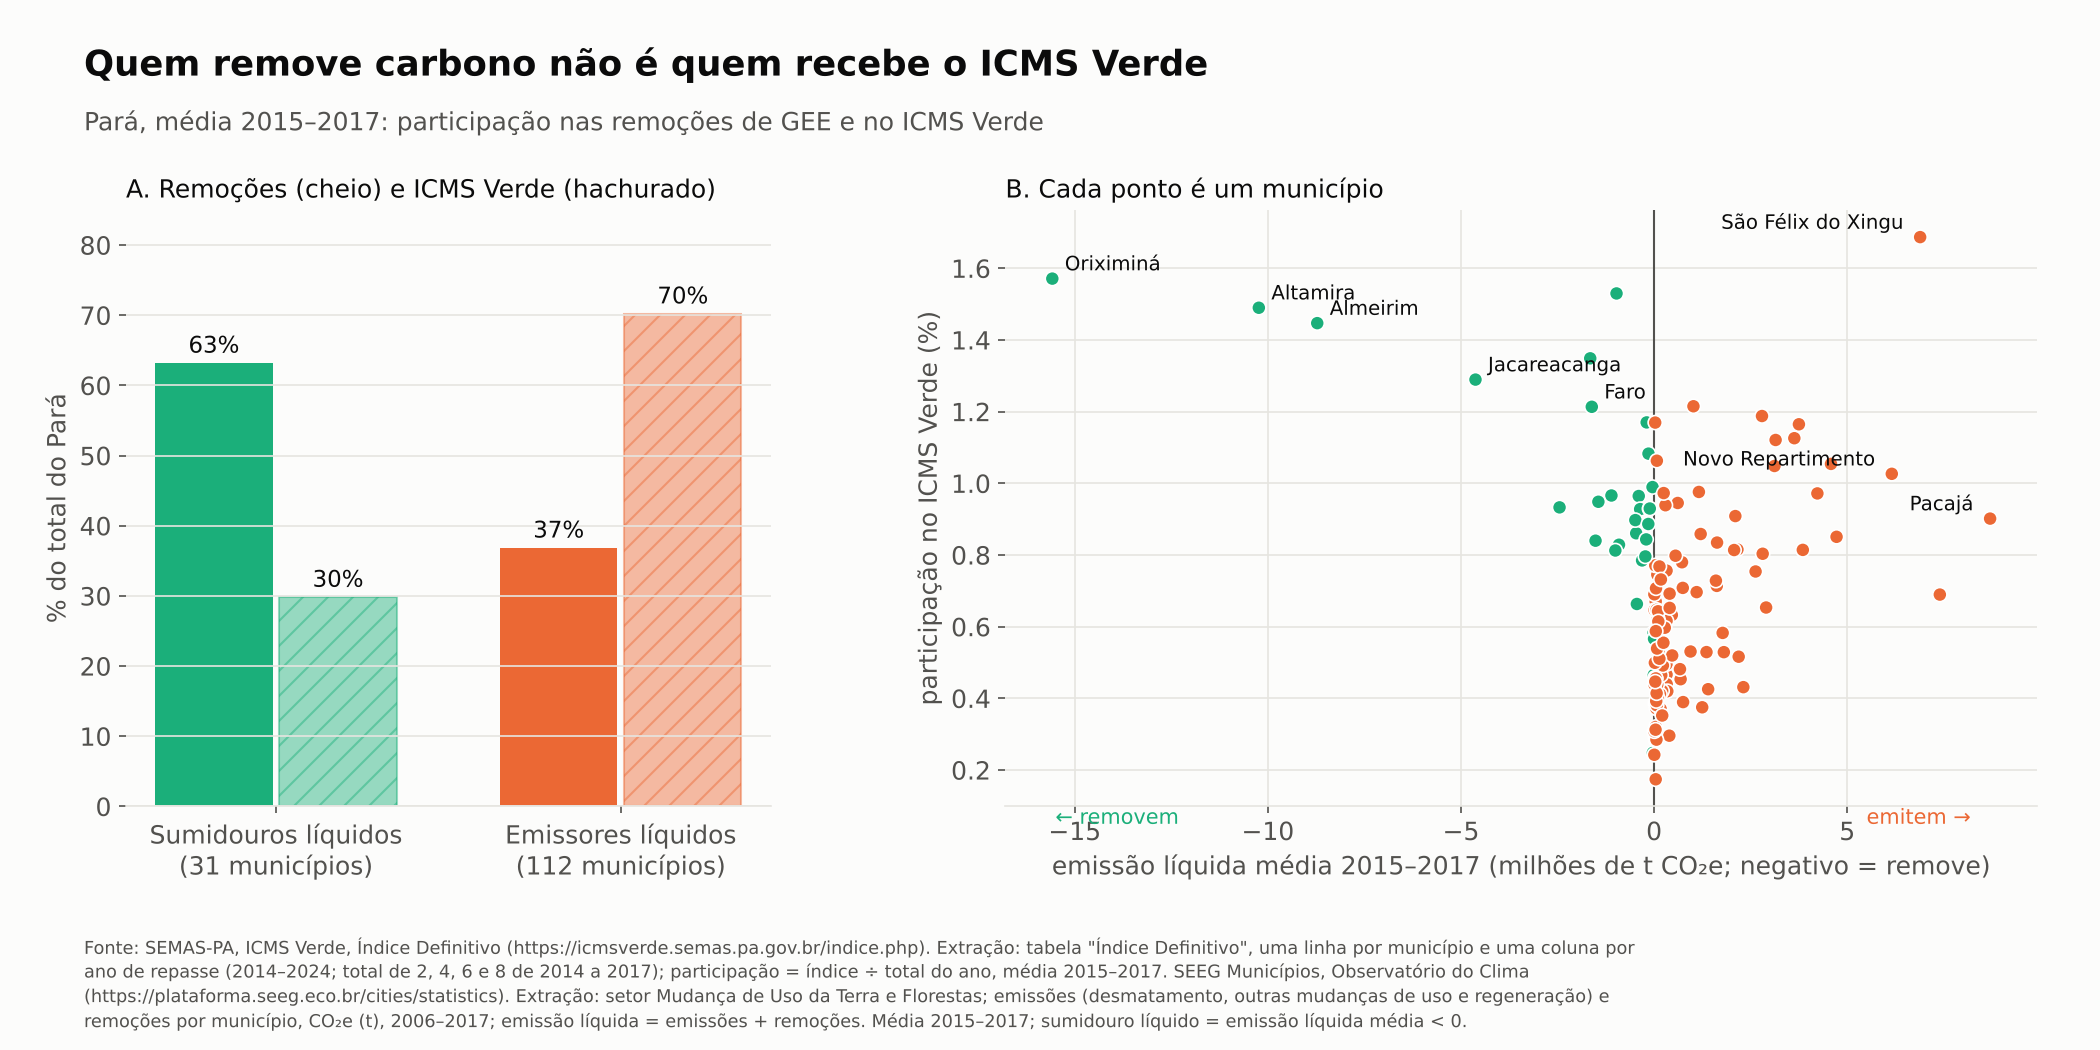 Quem remove carbono não é quem recebe o ICMS Verde
Pará, média 2015–2017: participação nas remoções de GEE e no ICMS Verde
A. Remoções (cheio) e ICMS Verde (hachurado)
% do total do Pará
80
70
60
50
40
30
20
10
0
63%
30%
37%
70%
Sumidouros líquidos
(31 municípios)
Emissores líquidos
(112 municípios)
B. Cada ponto é um município
participação no ICMS Verde (%)
1.6
1.4
1.2
1.0
0.8
0.6
0.4
0.2
São Félix do Xingu
Oriximiná
Altamira
Almeirim
Jacareacanga
Faro
Novo Repartimento
Pacajá
← removem
emitem →
−15
−10
−5
0
5
emissão líquida média 2015–2017 (milhões de t CO₂e; negativo = remove)
Fonte: SEMAS-PA, ICMS Verde, Índice Definitivo (https://icmsverde.semas.pa.gov.br/indice.php). Extração: tabela "Índice Definitivo", uma linha por município e uma coluna por
ano de repasse (2014–2024; total de 2, 4, 6 e 8 de 2014 a 2017); participação = índice ÷ total do ano, média 2015–2017. SEEG Municípios, Observatório do Clima
(https://plataforma.seeg.eco.br/cities/statistics). Extração: setor Mudança de Uso da Terra e Florestas; emissões (desmatamento, outras mudanças de uso e regeneração) e
remoções por município, CO₂e (t), 2006–2017; emissão líquida = emissões + remoções. Média 2015–2017; sumidouro líquido = emissão líquida média < 0.